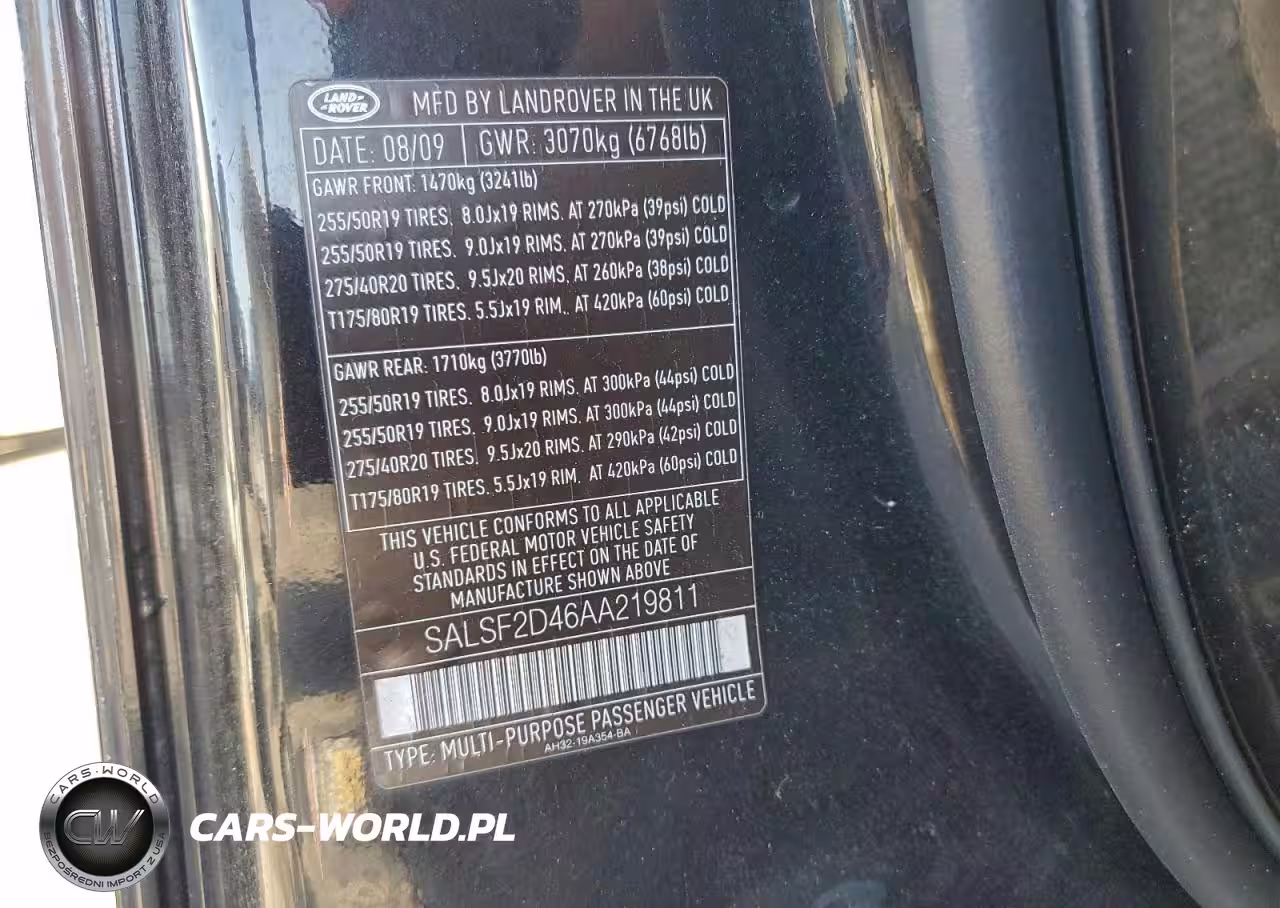 LAND-
-ROVER
MFD BY LANDROVER IN THE UK
DATE: 08/09 GWR: 3070kg (6768lb)
GAWR FRONT: 1470kg (3241lb)
255/50R19 TIRES. 8.0Jx19 RIMS. AT 270kPa (39psi) COLD
255/50R19 TIRES. 9.0Jx19 RIMS. AT 270kPa (39psi) COLD
275/40R20 TIRES. 9.5Jx20 RIMS. AT 260kPa (38psi) COLD
T175/80R19 TIRES. 5.5Jx19 RIM.. AT 420kPa (60psi) COLD
GAWR REAR: 1710kg (3770lb)
255/50R19 TIRES. 8.0Jx19 RIMS. AT 300kPa (44psi) COLD
255/50R19 TIRES. 9.0Jx19 RIMS. AT 300kPa (44psi) COLD
275/40R20 TIRES. 9.5Jx20 RIMS. AT 290kPa (42psi) COLD
T175/80R19 TIRES. 5.5Jx19 RIM. AT 420kPa (60psi) COLD
THIS VEHICLE CONFORMS TO ALL APPLICABLE
U.S. FEDERAL MOTOR VEHICLE SAFETY
STANDARDS IN EFFECT ON THE DATE OF
MANUFACTURE SHOWN ABOVE
SALSF2D46AA219811
TYPE: MULTI-PURPOSE PASSENGER VEHICLE
AH32-19A354-BA
CARS-WORLD
CW
BEZPOŚREDNI IMPORT Z USA
CARS-WORLD.PL